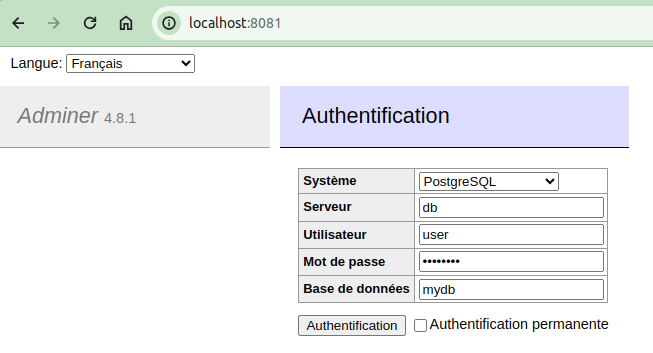 localhost:8081
Langue: Français
Adminer 4.8.1
Authentification
Système PostgreSQL
Serveur db
Utilisateur user
Mot de passe ••••••••
Base de données mydb
Authentification Authentification permanente